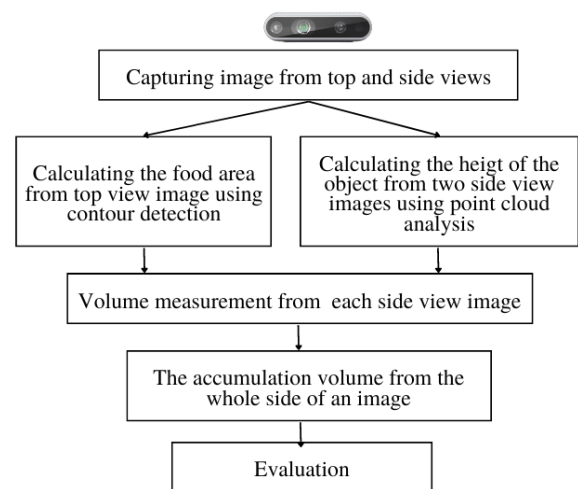 Capturing image from top and side views
Calculating the food area
from top view image using
contour detection
Calculating the heigt of the
object from two side view
images using point cloud
analysis
Volume measurement from each side view image
The accumulation volume from the
whole side of an image
Evaluation